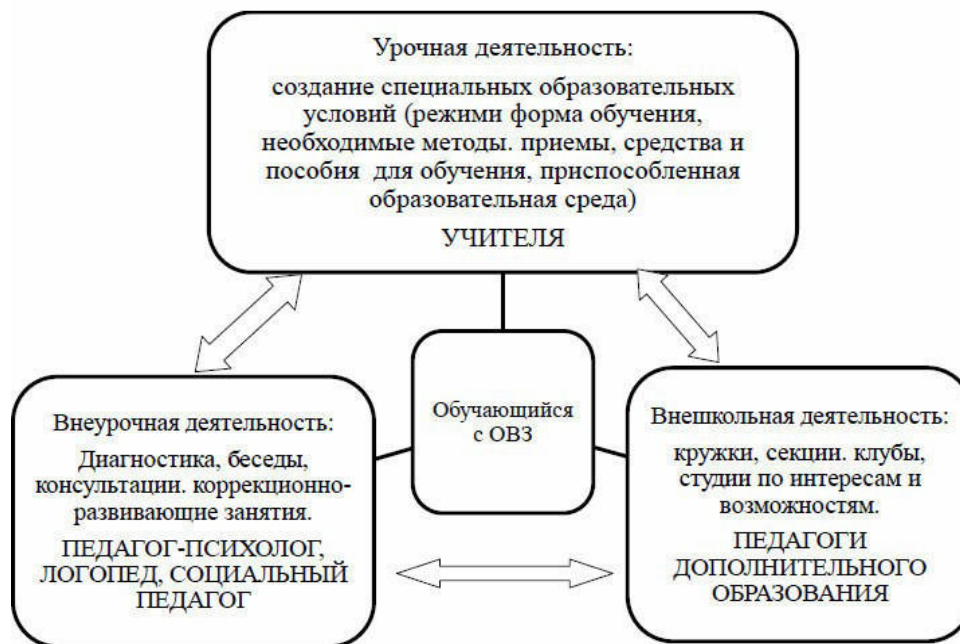 Урочная деятельность:
создание специальных образовательных
условий (режими форма обучения,
необходимые методы. приемы, средства и
пособия для обучения, приспособленная
образовательная среда)
УЧИТЕЛЯ
Обучающийся
с ОВЗ
Внеурочная деятельность:
Диагностика, беседы,
консультации. коррекционно-
развивающие занятия.
ПЕДАГОГ-ПСИХОЛОГ,
ЛОГОПЕД, СОЦИАЛЬНЫЙ
ПЕДАГОГ
Внешкольная деятельность:
кружки, секции. клубы,
студии по интересам и
возможностям.
ПЕДАГОГИ
ДОПОЛНИТЕЛЬНОГО
ОБРАЗОВАНИЯ